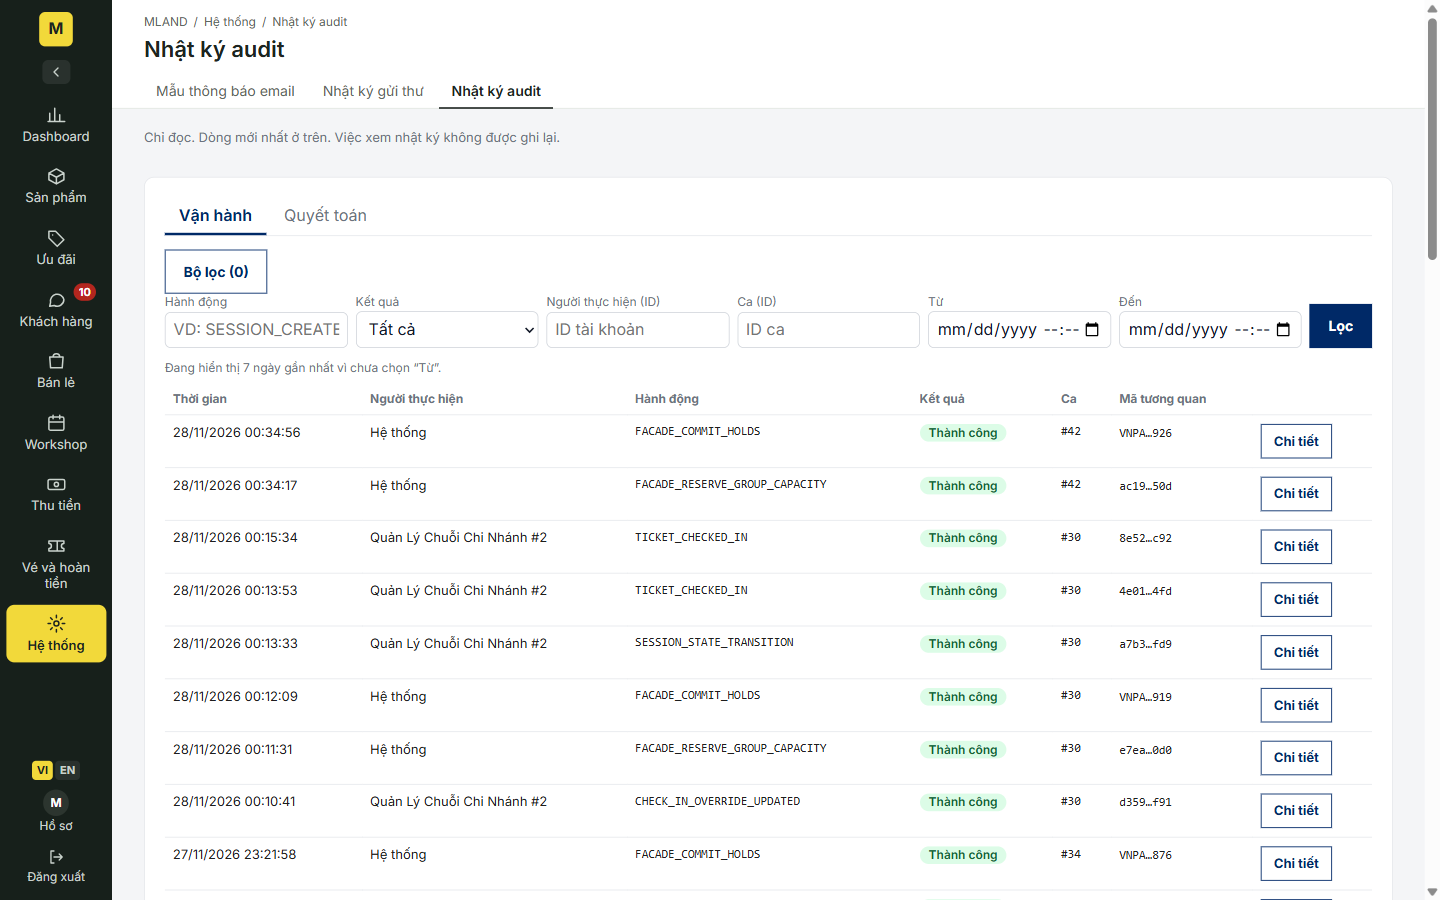 M
Dashboard
Sản phẩm
Ưu đãi
10
Khách hàng
Bán lẻ
Workshop
Thu tiền
Vé và hoàn
tiền
Hệ thống
VI EN
M
Hồ sơ
Đăng xuất
MLAND / Hệ thống / Nhật ký audit
Nhật ký audit
Mẫu thông báo email Nhật ký gửi thư Nhật ký audit
Chỉ đọc. Dòng mới nhất ở trên. Việc xem nhật ký không được ghi lại.
Vận hành Quyết toán
Bộ lọc (0)
Hành động Kết quả Người thực hiện (ID) Ca (ID) Từ Đến
VD: SESSION_CREATE Tất cả ID tài khoản ID ca mm/dd/yyyy --:-- mm/dd/yyyy --:-- Lọc
Đang hiển thị 7 ngày gần nhất vì chưa chọn “Từ”.
Thời gian Người thực hiện Hành động Kết quả Ca Mã tương quan
28/11/2026 00:34:56 Hệ thống FACADE_COMMIT_HOLDS Thành công #42 VNPA…926 Chi tiết
28/11/2026 00:34:17 Hệ thống FACADE_RESERVE_GROUP_CAPACITY Thành công #42 ac19…50d Chi tiết
28/11/2026 00:15:34 Quản Lý Chuỗi Chi Nhánh #2 TICKET_CHECKED_IN Thành công #30 8e52…c92 Chi tiết
28/11/2026 00:13:53 Quản Lý Chuỗi Chi Nhánh #2 TICKET_CHECKED_IN Thành công #30 4e01…4fd Chi tiết
28/11/2026 00:13:33 Quản Lý Chuỗi Chi Nhánh #2 SESSION_STATE_TRANSITION Thành công #30 a7b3…fd9 Chi tiết
28/11/2026 00:12:09 Hệ thống FACADE_COMMIT_HOLDS Thành công #30 VNPA…919 Chi tiết
28/11/2026 00:11:31 Hệ thống FACADE_RESERVE_GROUP_CAPACITY Thành công #30 e7ea…0d0 Chi tiết
28/11/2026 00:10:41 Quản Lý Chuỗi Chi Nhánh #2 CHECK_IN_OVERRIDE_UPDATED Thành công #30 d359…f91 Chi tiết
27/11/2026 23:21:58 Hệ thống FACADE_COMMIT_HOLDS Thành công #34 VNPA…876 Chi tiết